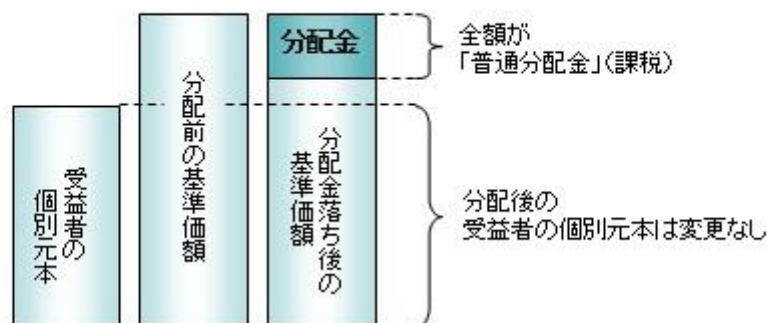 受益者の
個別元本
分配前の基準価額
分配金
分配金落ち後の
基準価額
全額が
「普通分配金」(課税)
分配後の
受益者の個別元本は変更なし